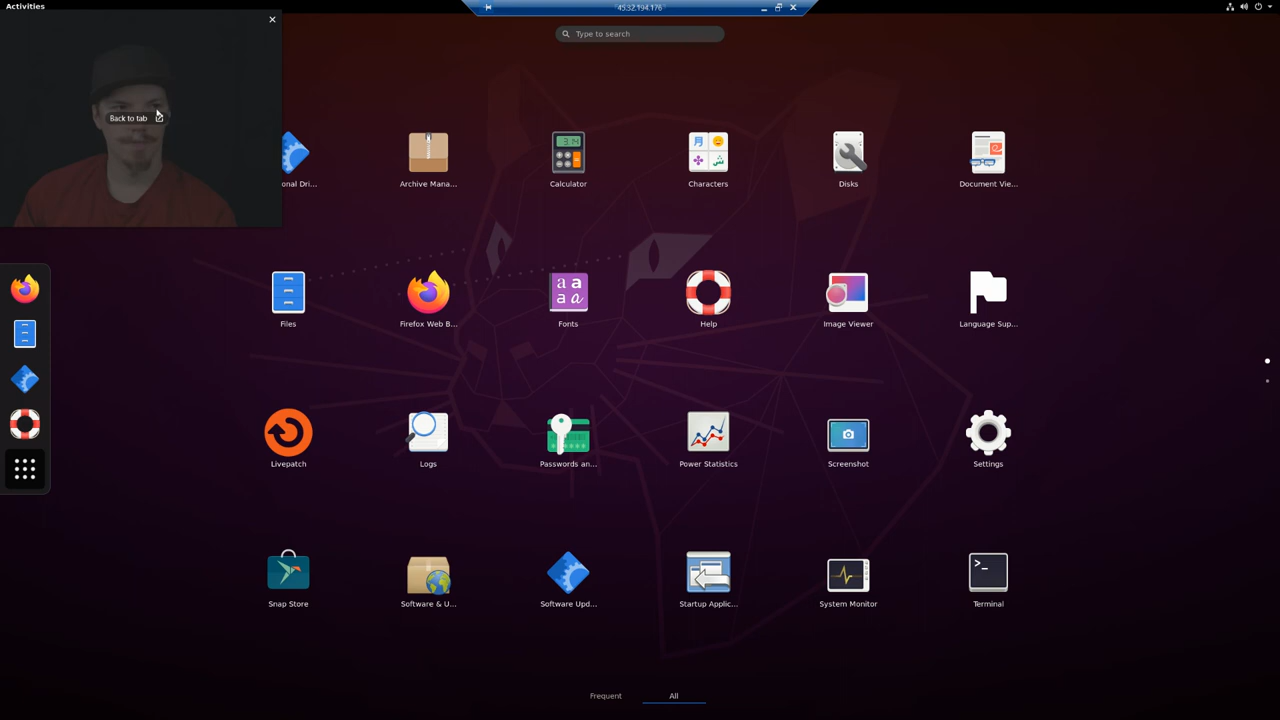 Activities
45.32.194.176
Type to search
Back to tab
onal Dri...
Archive Mana...
Calculator
Characters
Disks
Document Vie...
Files
Firefox Web B...
Fonts
Help
Image Viewer
Language Sup...
Livepatch
Logs
Passwords an...
Power Statistics
Screenshot
Settings
Snap Store
Software & U...
Software Upd...
Startup Applic...
System Monitor
Terminal
Frequent
All